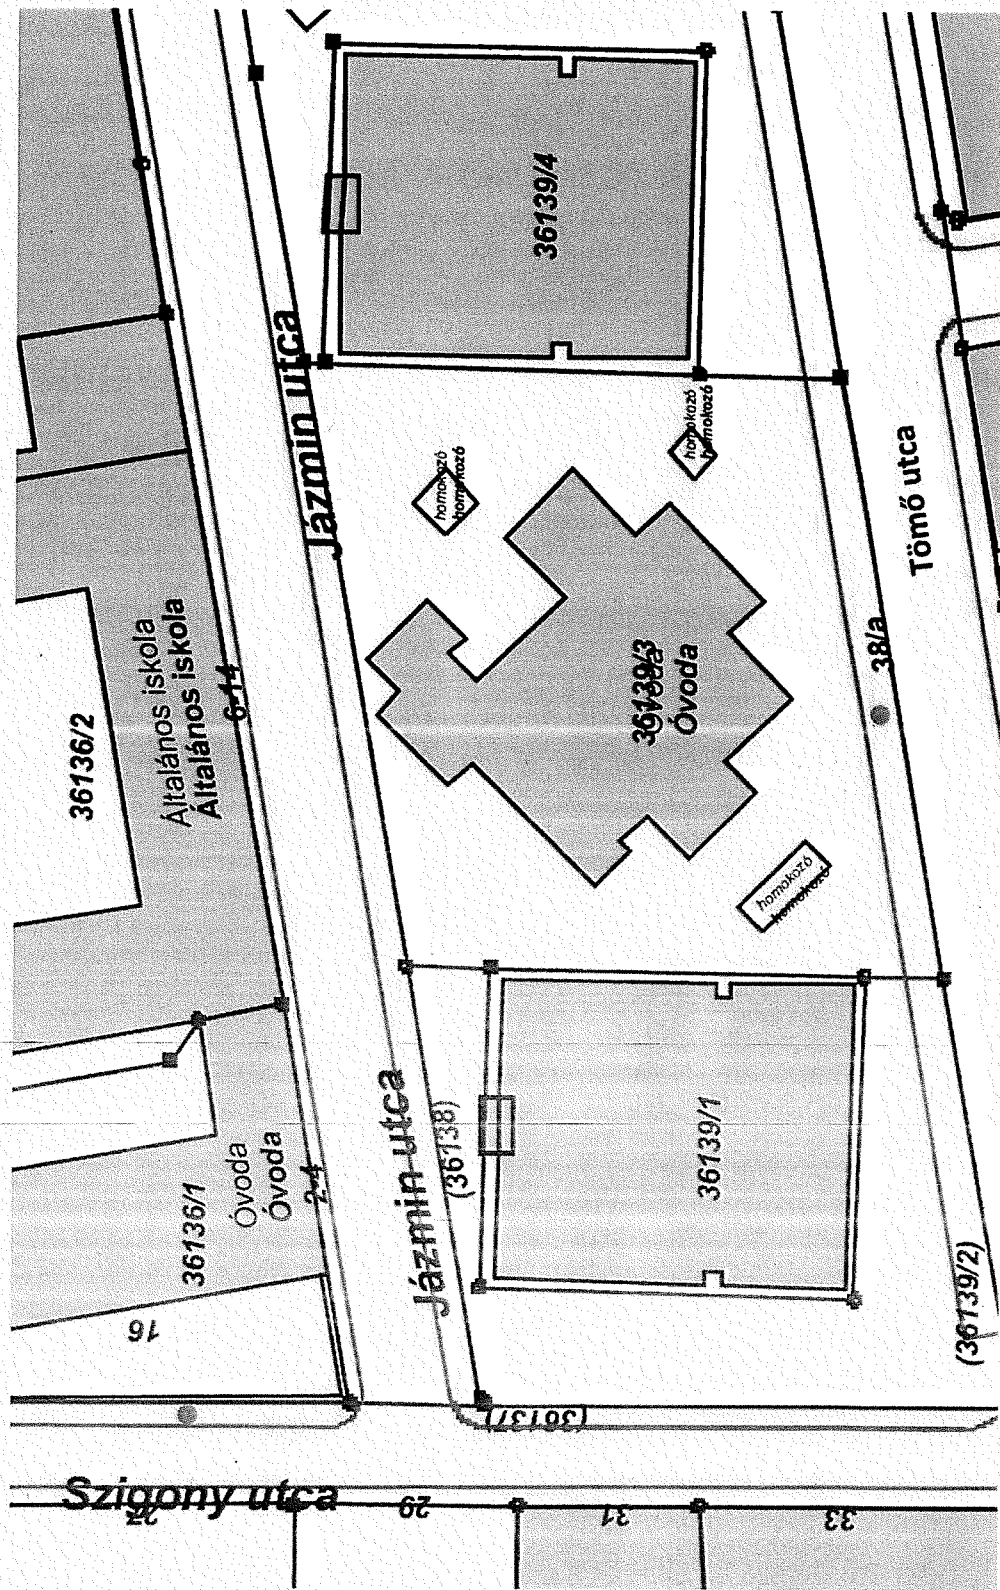 36139/4
Jázmin utca
homokozó
homokozó
homokozó
homokozó
Tömő utca
Általános iskola
Általános iskola
6-14
36136/2
36139/3
Óvoda
Óvoda
38/a
homokozó
homokozó
Jázmin utca
(36138)
36139/1
Óvoda
Óvoda
2-4
36136/1
(36139/2)
16
(36137)
Szigony utca
27
29
31
33